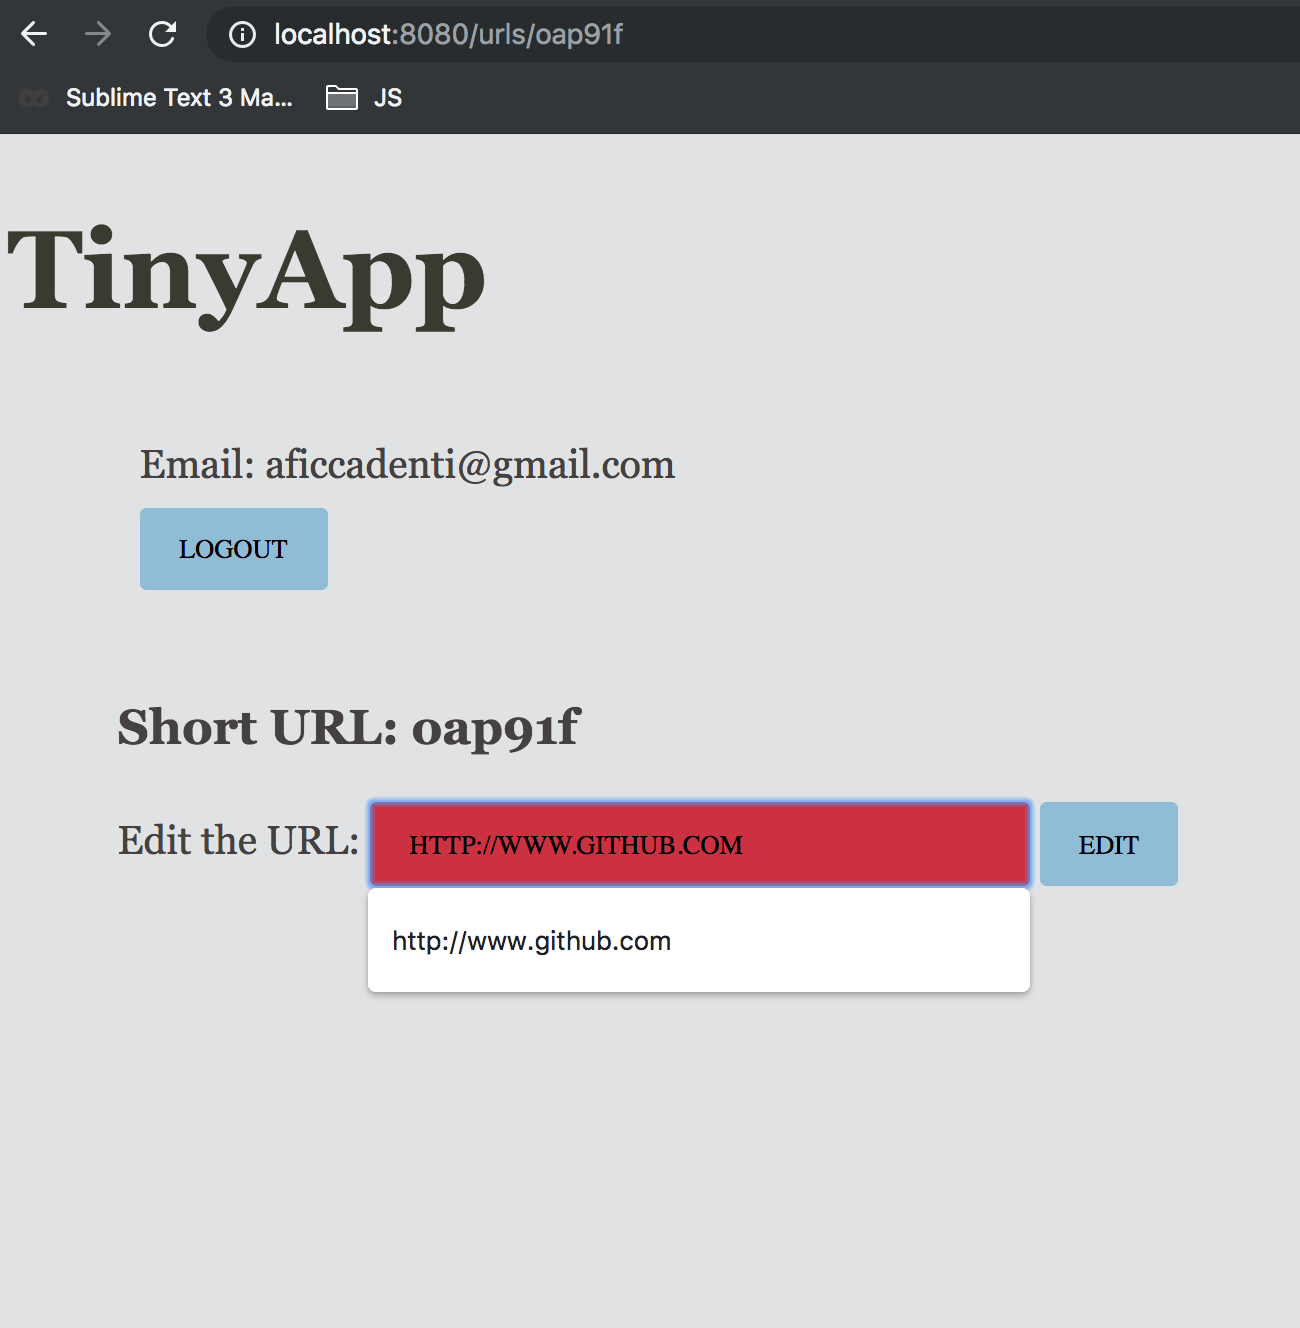 localhost:8080/urls/oap91f
Sublime Text 3 Ma... JS
TinyApp
Email: aficcadenti@gmail.com
LOGOUT
Short URL: oap91f
Edit the URL: HTTP://WWW.GITHUB.COM EDIT
http://www.github.com